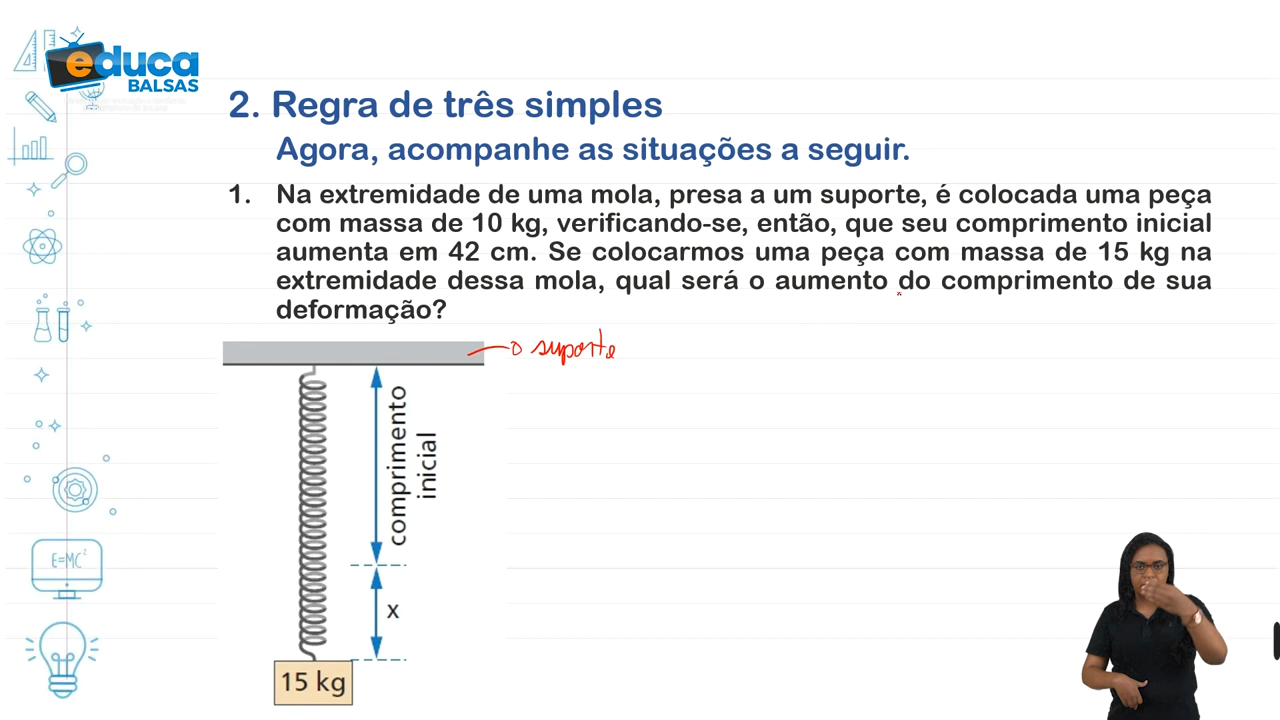 educa
BALSAS
2. Regra de três simples
Agora, acompanhe as situações a seguir.
1. Na extremidade de uma mola, presa a um suporte, é colocada uma peça
com massa de 10 kg, verificando-se, então, que seu comprimento inicial
aumenta em 42 cm. Se colocarmos uma peça com massa de 15 kg na
extremidade dessa mola, qual será o aumento do comprimento de sua
deformação?
o suporte
comprimento
inicial
x
15 kg
E=MC²